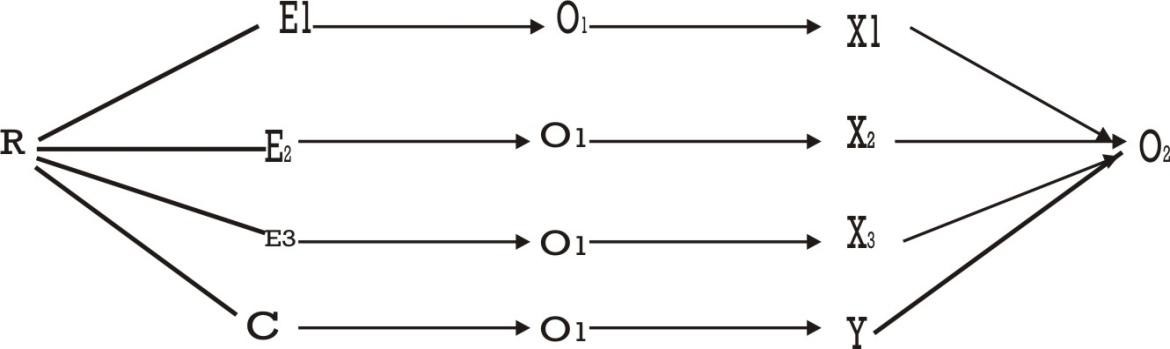 E1 O1 X1
R E2 O1 X2 O2
E3 O1 X3
C O1 Y